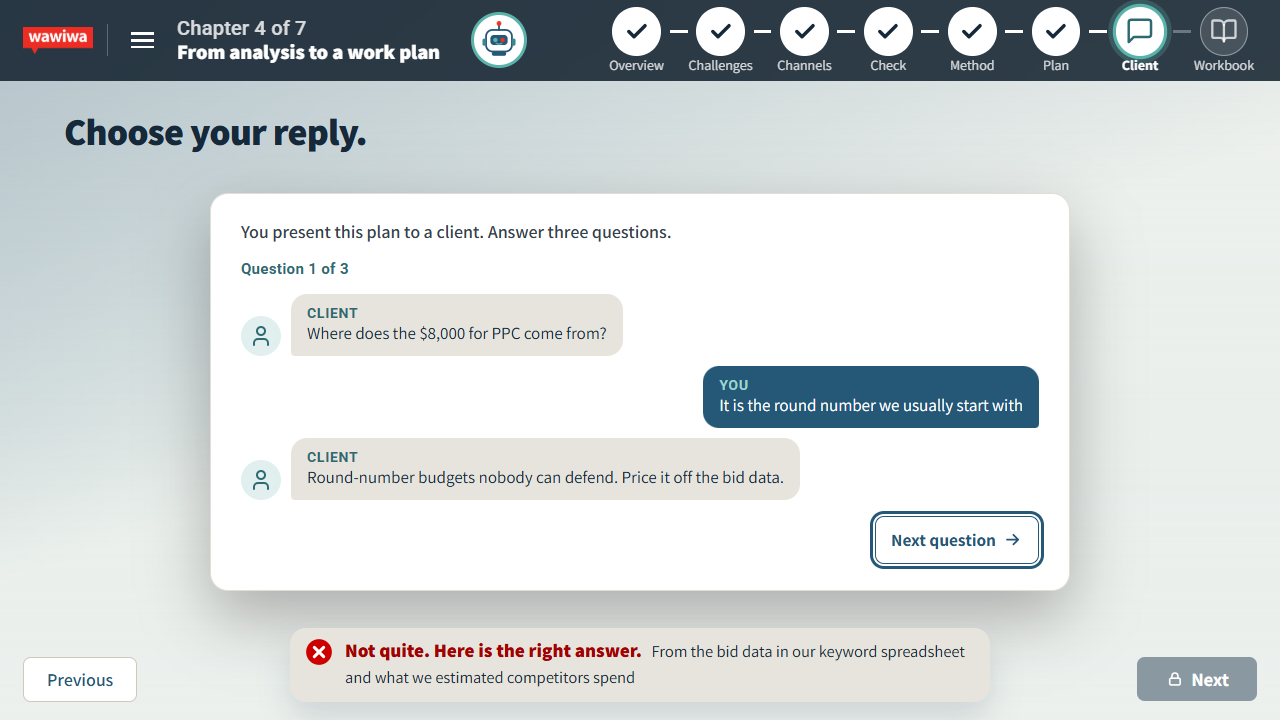 wawiwa
Chapter 4 of 7
From analysis to a work plan
Overview
Challenges
Channels
Check
Method
Plan
Client
Workbook
Choose your reply.
You present this plan to a client. Answer three questions.
Question 1 of 3
CLIENT
Where does the $8,000 for PPC come from?
YOU
It is the round number we usually start with
CLIENT
Round-number budgets nobody can defend. Price it off the bid data.
Next question
Not quite. Here is the right answer. From the bid data in our keyword spreadsheet
and what we estimated competitors spend
Previous
Next